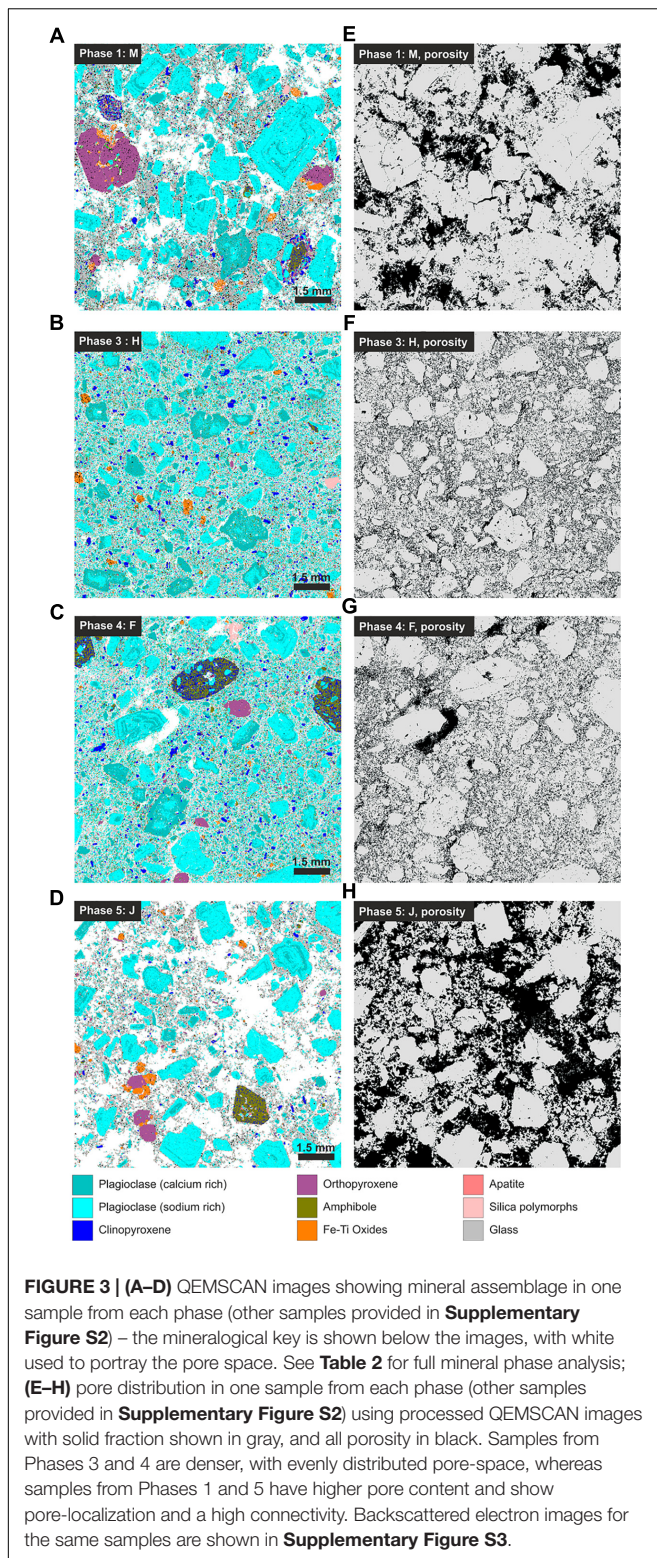 A
E
Phase 1: M
Phase 1: M, porosity
1.5 mm
B
F
Phase 3 : H
Phase 3: H, porosity
1.5 mm
C
G
Phase 4: F
Phase 4: F, porosity
1.5 mm
D
H
Phase 5: J
Phase 5: J, porosity
1.5 mm
Plagioclase (calcium rich)
Orthopyroxene
Apatite
Plagioclase (sodium rich)
Amphibole
Silica polymorphs
Clinopyroxene
Fe-Ti Oxides
Glass
FIGURE 3 | (A–D) QEMSCAN images showing mineral assemblage in one
sample from each phase (other samples provided in Supplementary
Figure S2) – the mineralogical key is shown below the images, with white
used to portray the pore space. See Table 2 for full mineral phase analysis;
(E–H) pore distribution in one sample from each phase (other samples
provided in Supplementary Figure S2) using processed QEMSCAN images
with solid fraction shown in gray, and all porosity in black. Samples from
Phases 3 and 4 are denser, with evenly distributed pore-space, whereas
samples from Phases 1 and 5 have higher pore content and show
pore-localization and a high connectivity. Backscattered electron images for
the same samples are shown in Supplementary Figure S3.